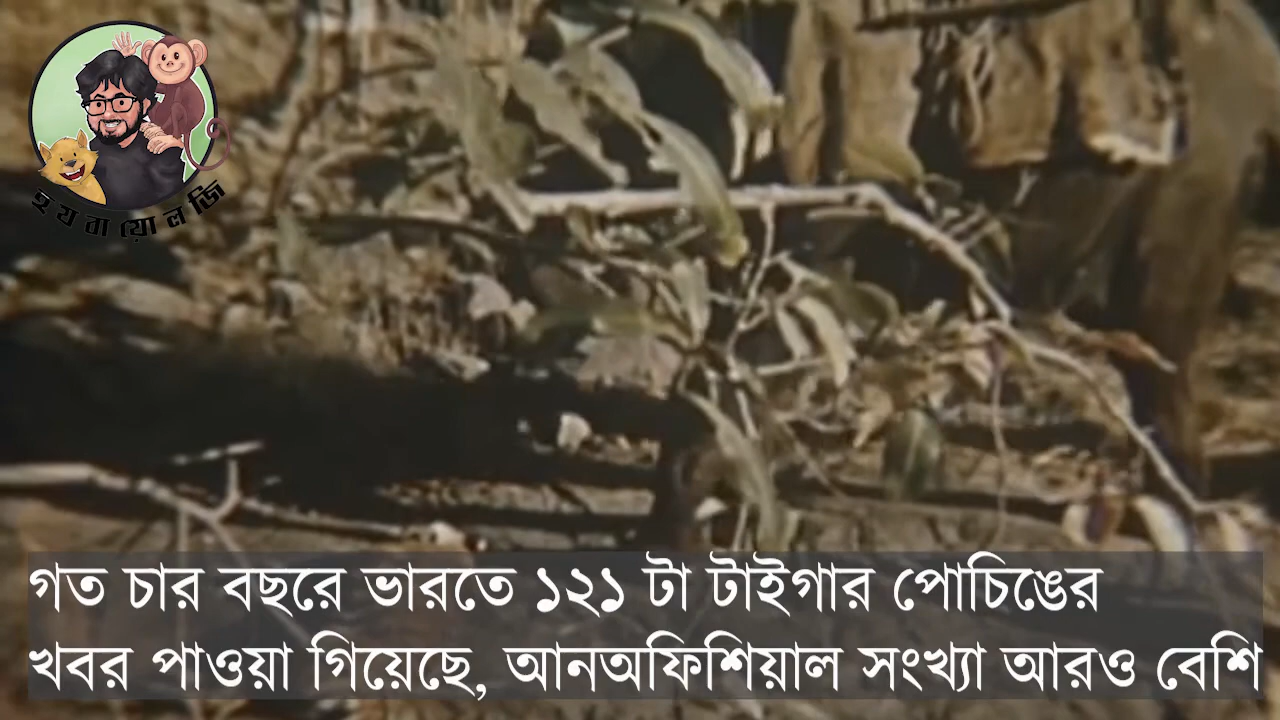 হ য ব য়ো ল জি
গত চার বছরে ভারতে ১২১ টা টাইগার পোচিঙের
খবর পাওয়া গিয়েছে, আনঅফিশিয়াল সংখ্যা আরও বেশি